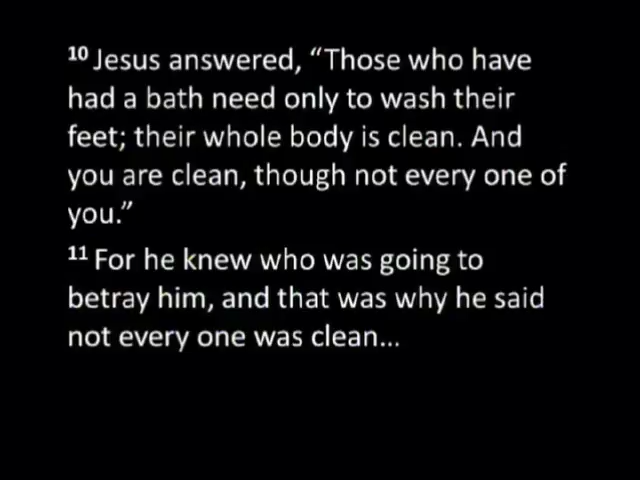 10 Jesus answered, “Those who have
had a bath need only to wash their
feet; their whole body is clean. And
you are clean, though not every one of
you.”
11 For he knew who was going to
betray him, and that was why he said
not every one was clean...